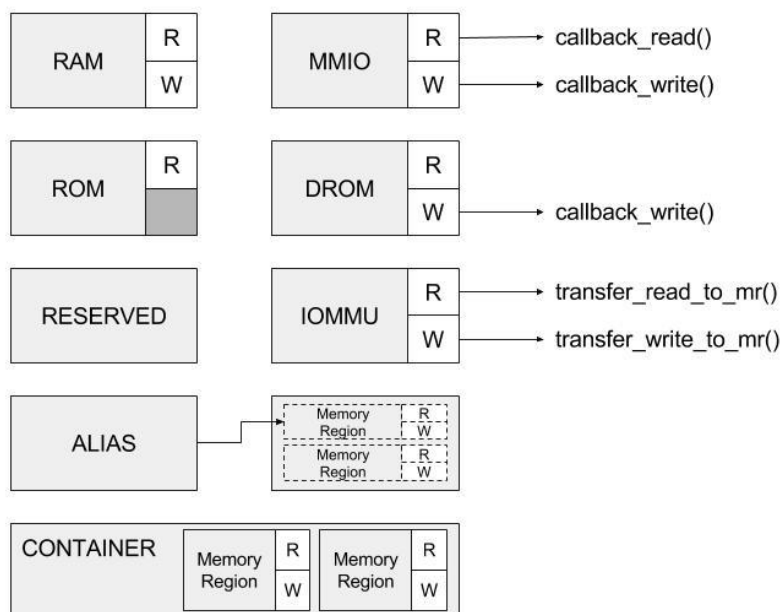 RAM
R
W
MMIO
R
W
callback_read()
callback_write()
ROM
R
DROM
R
W
callback_write()
RESERVED
IOMMU
R
W
transfer_read_to_mr()
transfer_write_to_mr()
ALIAS
Memory
Region
R
W
Memory
Region
R
W
CONTAINER
Memory
Region
R
W
Memory
Region
R
W